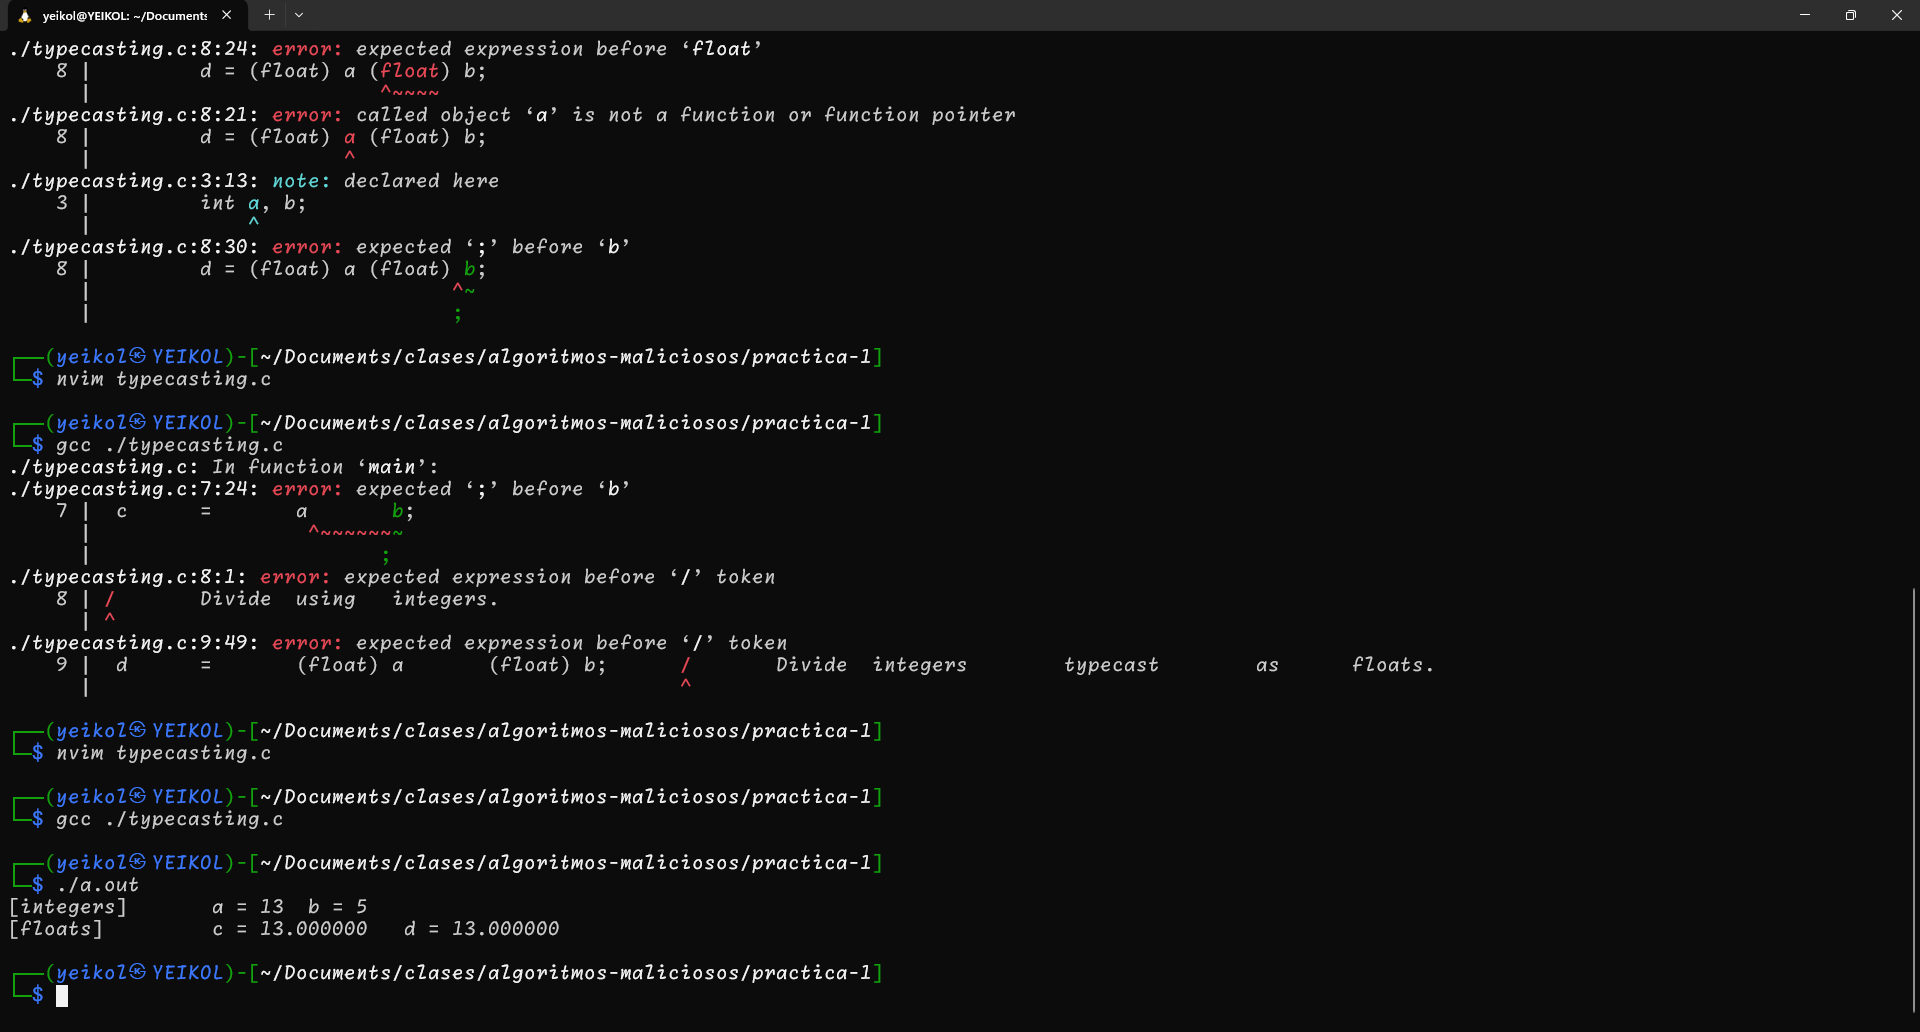 yeikol@YEIKOL: ~/Documents
./typecasting.c:8:24: error: expected expression before ‘float’
    8 |         d = (float) a (float) b;
      |                        ^~~~~
./typecasting.c:8:21: error: called object ‘a’ is not a function or function pointer
    8 |         d = (float) a (float) b;
      |                     ^
./typecasting.c:3:13: note: declared here
    3 |         int a, b;
      |             ^
./typecasting.c:8:30: error: expected ‘;’ before ‘b’
    8 |         d = (float) a (float) b;
      |                              ^~
      |                              ;
┌──(yeikol㉿YEIKOL)-[~/Documents/clases/algoritmos-maliciosos/practica-1]
└─$ nvim typecasting.c
┌──(yeikol㉿YEIKOL)-[~/Documents/clases/algoritmos-maliciosos/practica-1]
└─$ gcc ./typecasting.c
./typecasting.c: In function ‘main’:
./typecasting.c:7:24: error: expected ‘;’ before ‘b’
    7 |  c      =       a       b;
      |                  ^~~~~~~~
      |                        ;
./typecasting.c:8:1: error: expected expression before ‘/’ token
    8 | /       Divide  using   integers.
      | ^
./typecasting.c:9:49: error: expected expression before ‘/’ token
    9 |  d      =       (float) a       (float) b;      /       Divide  integers        typecast        as      floats.
      |                                                 ^
┌──(yeikol㉿YEIKOL)-[~/Documents/clases/algoritmos-maliciosos/practica-1]
└─$ nvim typecasting.c
┌──(yeikol㉿YEIKOL)-[~/Documents/clases/algoritmos-maliciosos/practica-1]
└─$ gcc ./typecasting.c
┌──(yeikol㉿YEIKOL)-[~/Documents/clases/algoritmos-maliciosos/practica-1]
└─$ ./a.out
[integers]       a = 13  b = 5
[floats]         c = 13.000000   d = 13.000000
┌──(yeikol㉿YEIKOL)-[~/Documents/clases/algoritmos-maliciosos/practica-1]
└─$